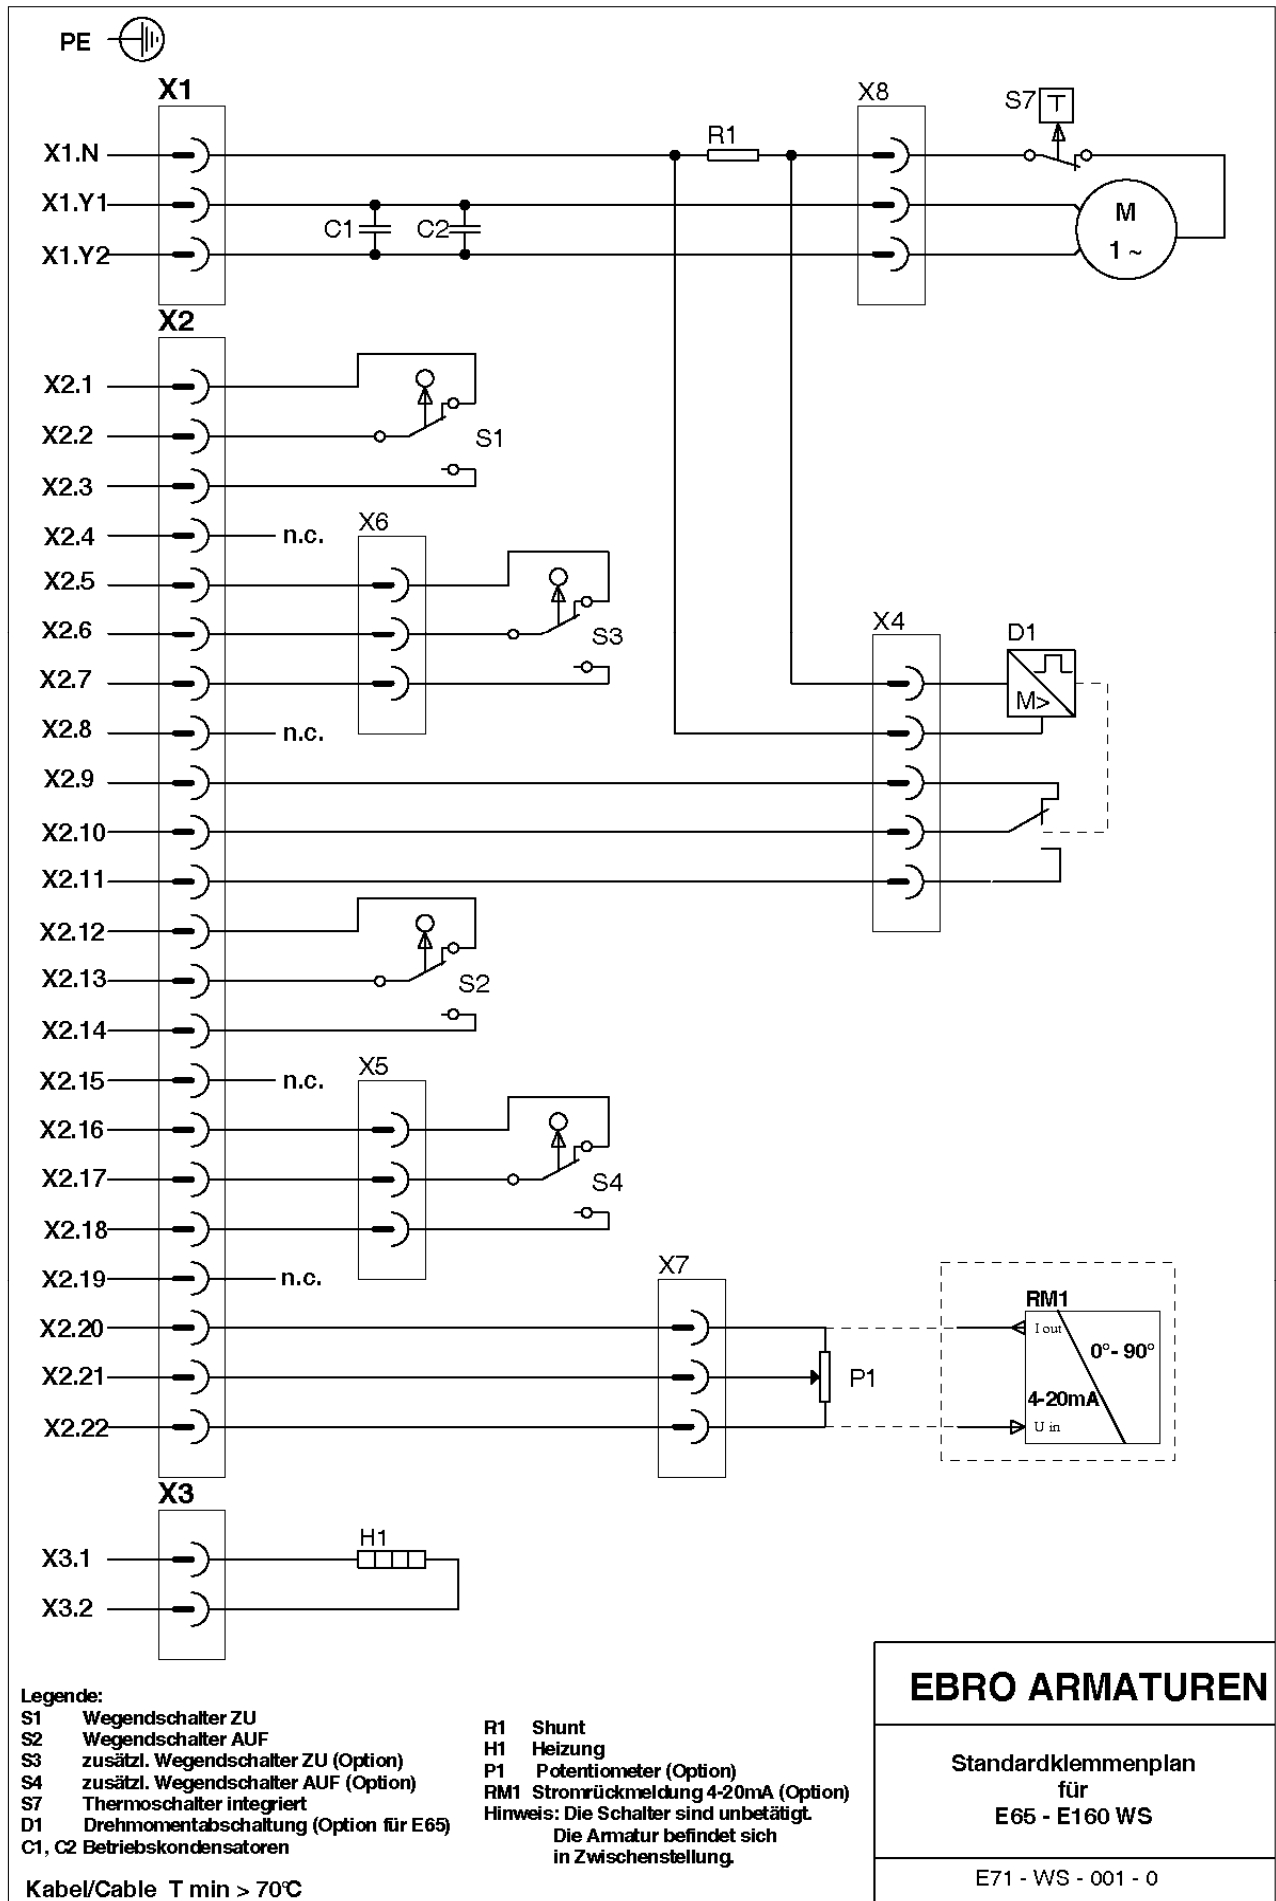 PE
X1
X8
S7
T
R1
X1.N
X1.Y1
X1.Y2
C1
C2
M
1 ~
X2
X2.1
X2.2
S1
X2.3
X2.4
n.c.
X6
X2.5
X2.6
S3
X2.7
X2.8
n.c.
X4
D1
M>
X2.9
X2.10
X2.11
X2.12
X2.13
S2
X2.14
X2.15
n.c.
X5
X2.16
X2.17
S4
X2.18
X2.19
n.c.
X7
X2.20
X2.21
P1
X2.22
RM1
I out
0°- 90°
4-20mA
U in
X3
X3.1
H1
X3.2
Legende:
S1 Wegendschalter ZU
S2 Wegendschalter AUF
S3 zusätzl. Wegendschalter ZU (Option)
S4 zusätzl. Wegendschalter AUF (Option)
S7 Thermoschalter integriert
D1 Drehmomentabschaltung (Option für E65)
C1, C2 Betriebskondensatoren
Kabel/Cable T min > 70°C
R1 Shunt
H1 Heizung
P1 Potentiometer (Option)
RM1 Stromrückmeldung 4-20mA (Option)
Hinweis: Die Schalter sind unbetätigt.
Die Armatur befindet sich
in Zwischenstellung.
EBRO ARMATUREN
Standardklemmenplan
für
E65 - E160 WS
E71 - WS - 001 - 0